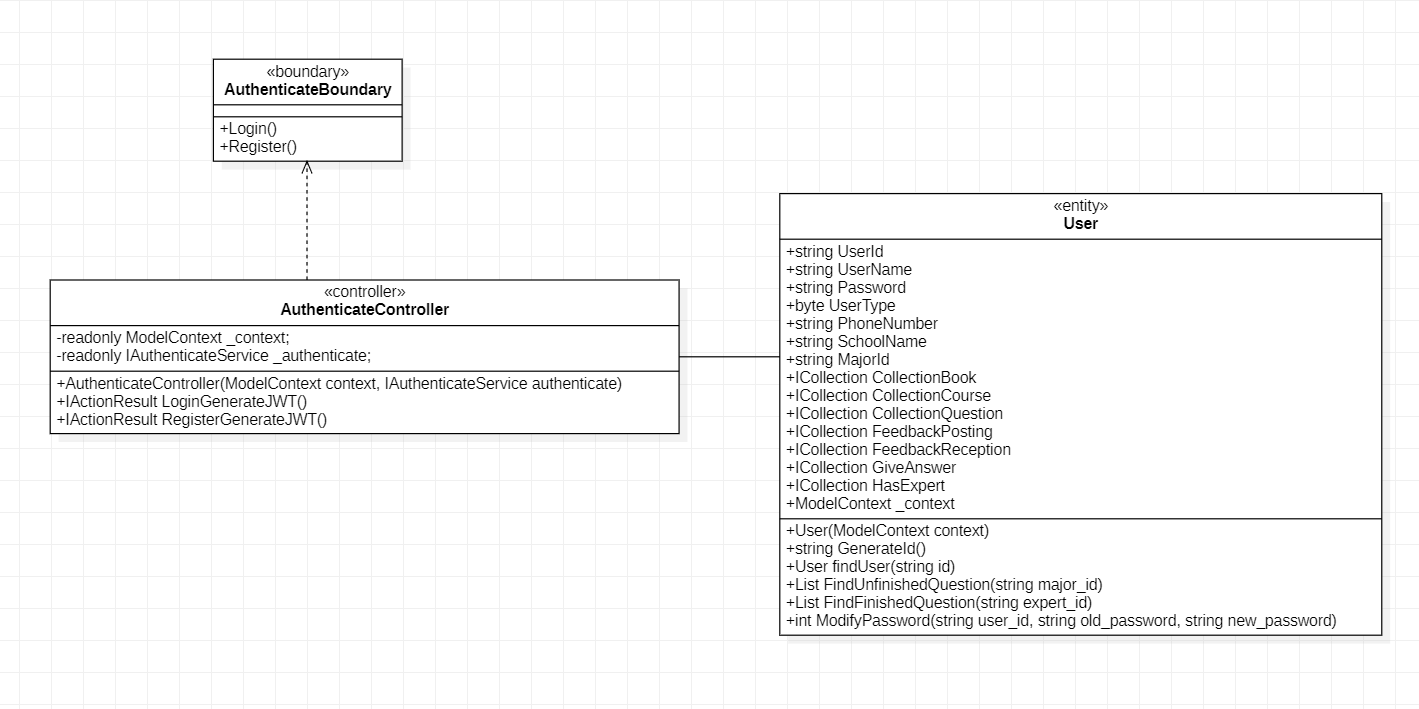 «boundary»
AuthenticateBoundary
+Login()
+Register()
«controller»
AuthenticateController
-readonly ModelContext _context;
-readonly IAuthenticateService _authenticate;
+AuthenticateController(ModelContext context, IAuthenticateService authenticate)
+IActionResult LoginGenerateJWT()
+IActionResult RegisterGenerateJWT()
«entity»
User
+string UserId
+string UserName
+string Password
+byte UserType
+string PhoneNumber
+string SchoolName
+string MajorId
+ICollection CollectionBook
+ICollection CollectionCourse
+ICollection CollectionQuestion
+ICollection FeedbackPosting
+ICollection FeedbackReception
+ICollection GiveAnswer
+ICollection HasExpert
+ModelContext _context
+User(ModelContext context)
+string GenerateId()
+User findUser(string id)
+List FindUnfinishedQuestion(string major_id)
+List FindFinishedQuestion(string expert_id)
+int ModifyPassword(string user_id, string old_password, string new_password)